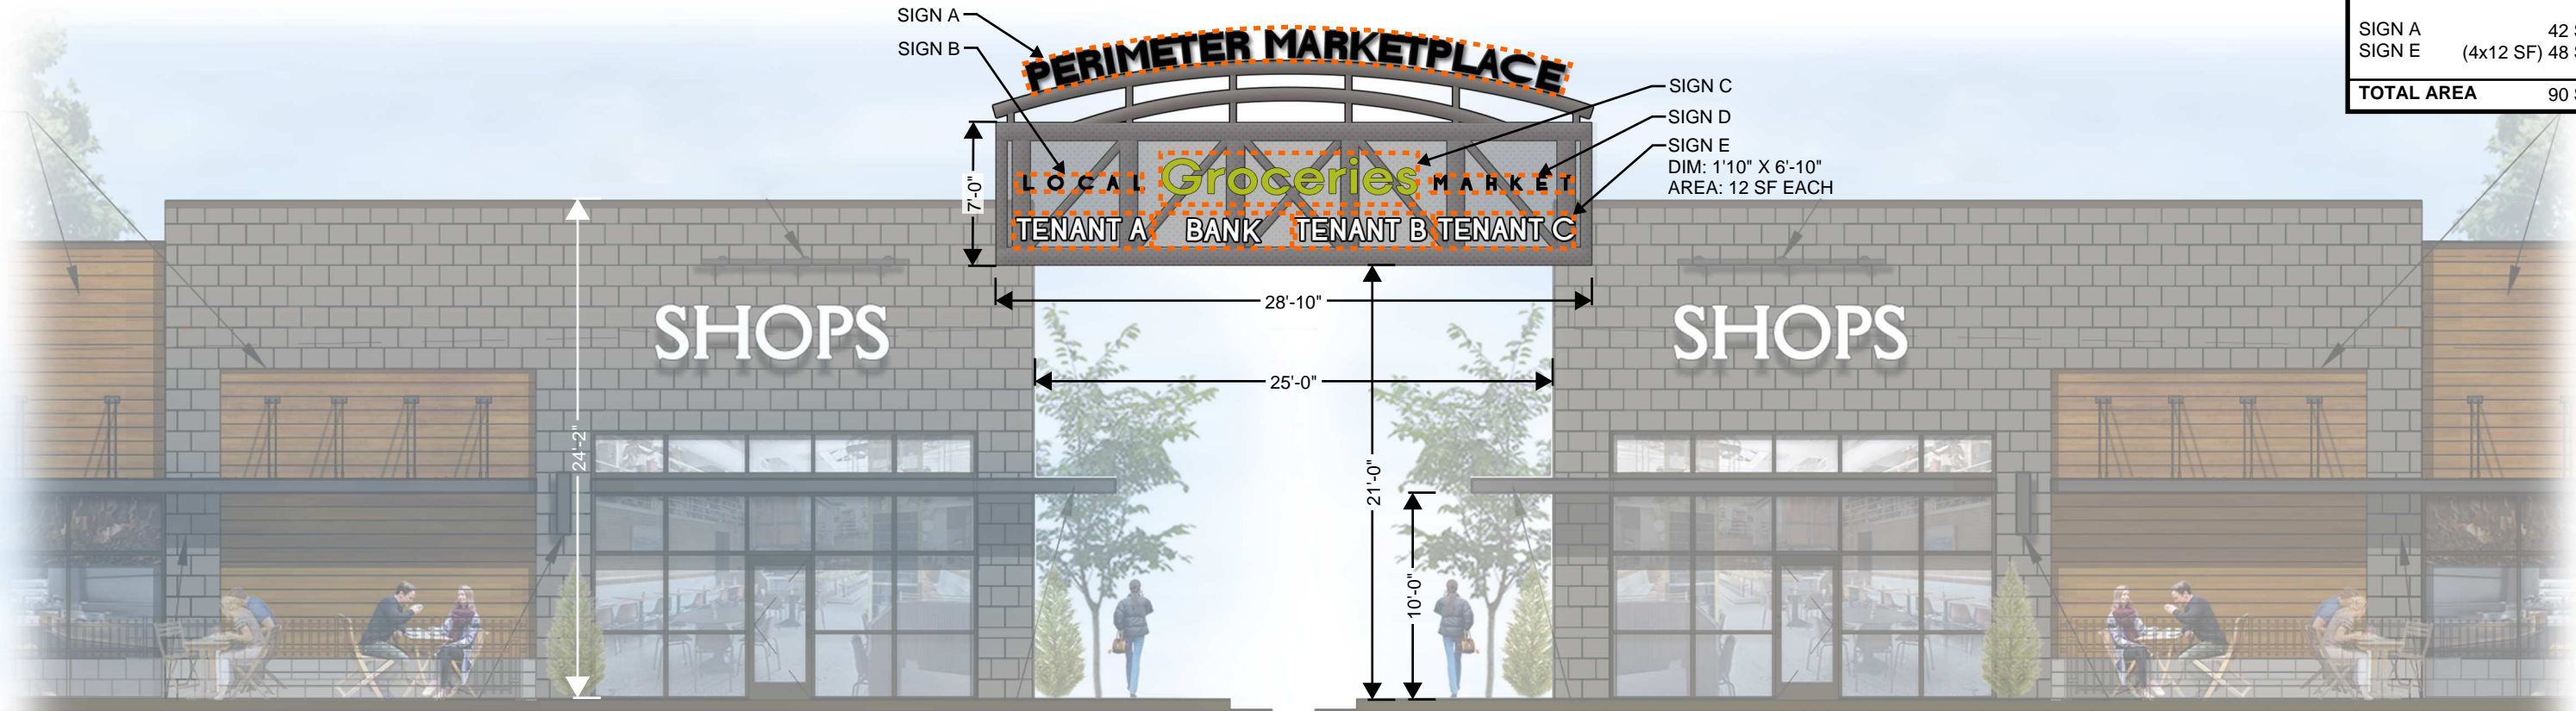 SIGN A
SIGN B
PERIMETER MARKETPLACE
SIGN C
SIGN D
SIGN E
DIM: 1'10" X 6'-10"
AREA: 12 SF EACH
SIGN A 42
SIGN E (4x12 SF) 48
TOTAL AREA 90
7'-0"
LOCAL Groceries MARKET
TENANT A BANK TENANT B TENANT C
28'-10"
SHOPS
SHOPS
25'-0"
24'-2"
21'-0"
10'-0"